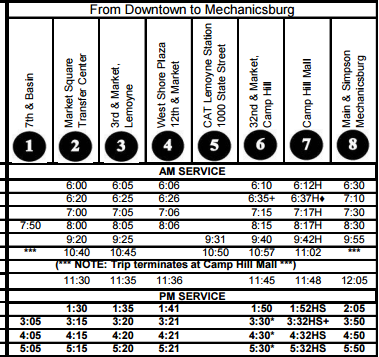 From Downtown to Mechanicsburg
7th & Basin
Market Square
Transfer Center
3rd & Market,
Lemoyne
West Shore Plaza
12th & Market
CAT Lemoyne Station
1000 State Street
32nd & Market,
Camp Hill
Camp Hill Mall
Main & Simpson
Mechanicsburg
1 2 3 4 5 6 7 8
AM SERVICE
6:00 6:05 6:06 6:10 6:12H 6:30
6:20 6:25 6:26 6:35+ 6:37H♦ 7:10
7:00 7:05 7:06 7:15 7:17H 7:30
7:50 8:00 8:05 8:06 8:15 8:17H 8:30
9:20 9:25 9:31 9:40 9:42H 9:55
*** 10:40 10:45 10:50 10:57 11:02 ***
(*** NOTE: Trip terminates at Camp Hill Mall ***)
11:30 11:35 11:36 11:45 11:48 12:05
PM SERVICE
1:30 1:35 1:41 1:50 1:52HS 2:05
3:05 3:15 3:20 3:21 3:30* 3:32HS+ 3:50
4:05 4:15 4:20 4:21 4:30* 4:32HS 4:50
5:05 5:15 5:20 5:21 5:30* 5:32HS 5:50